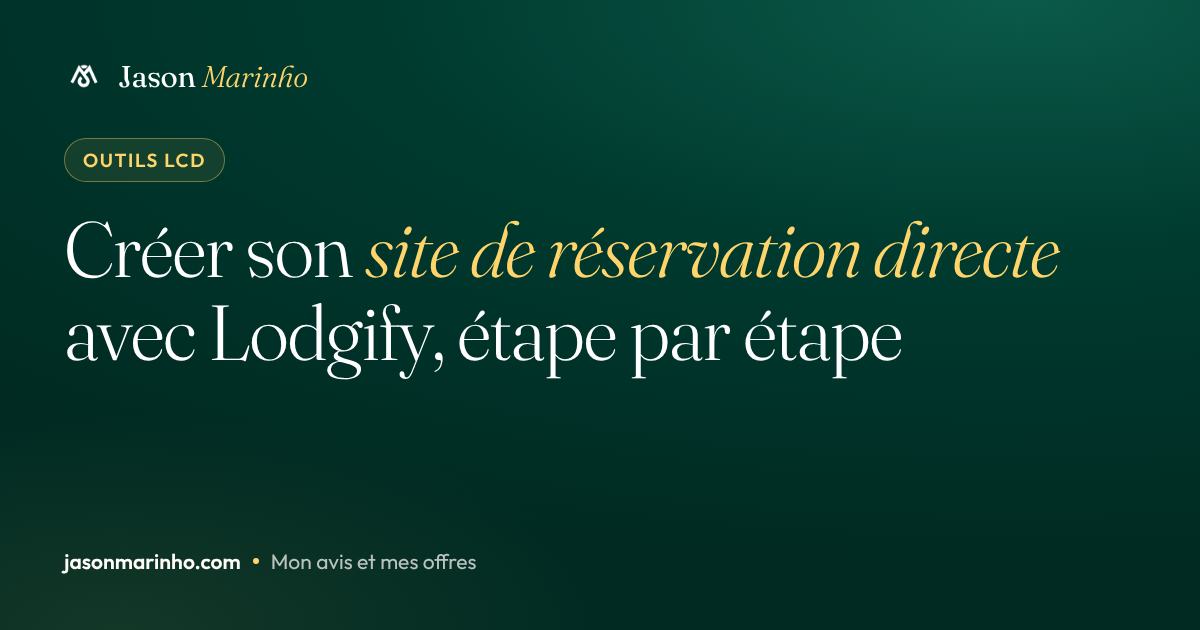 Jason Marinho
OUTILS LCD
Créer son site de réservation directe
avec Lodgify, étape par étape
jasonmarinho.com • Mon avis et mes offres